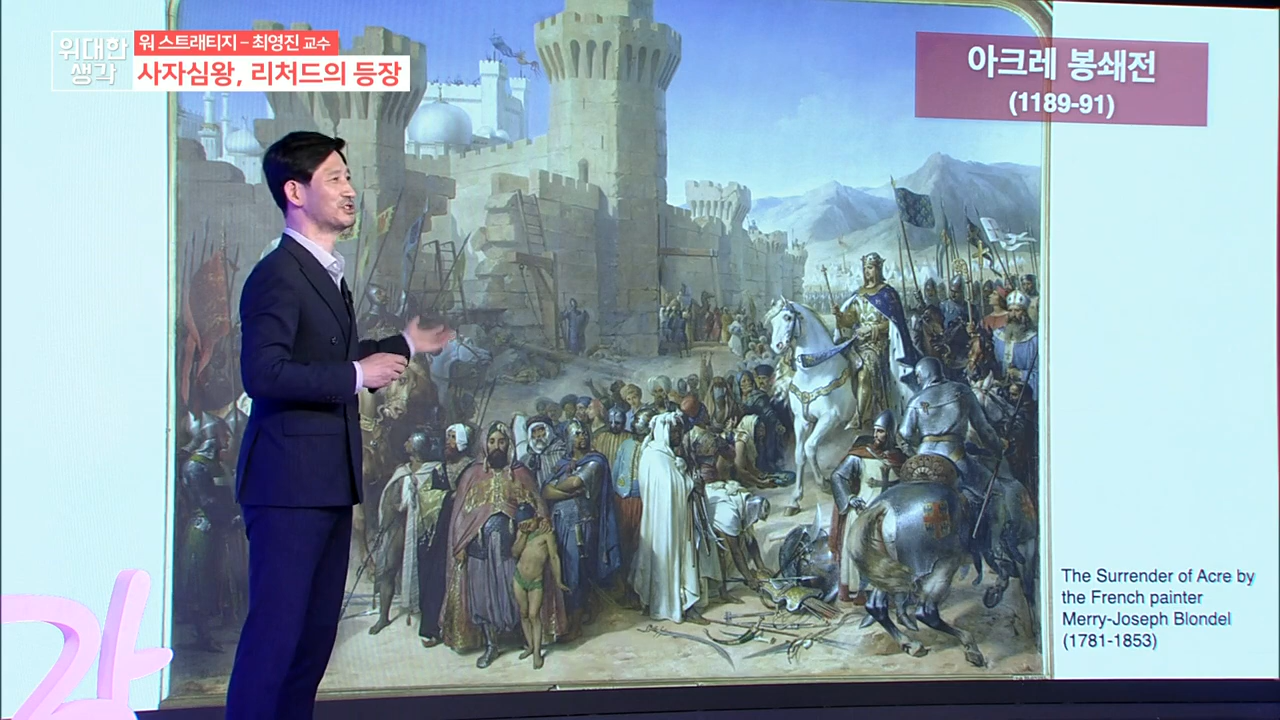 위대한
생각
워 스트래티지 – 최영진 교수
사자심왕, 리처드의 등장
아크레 봉쇄전
(1189-91)
The Surrender of Acre by
the French painter
Merry-Joseph Blondel
(1781-1853)
각